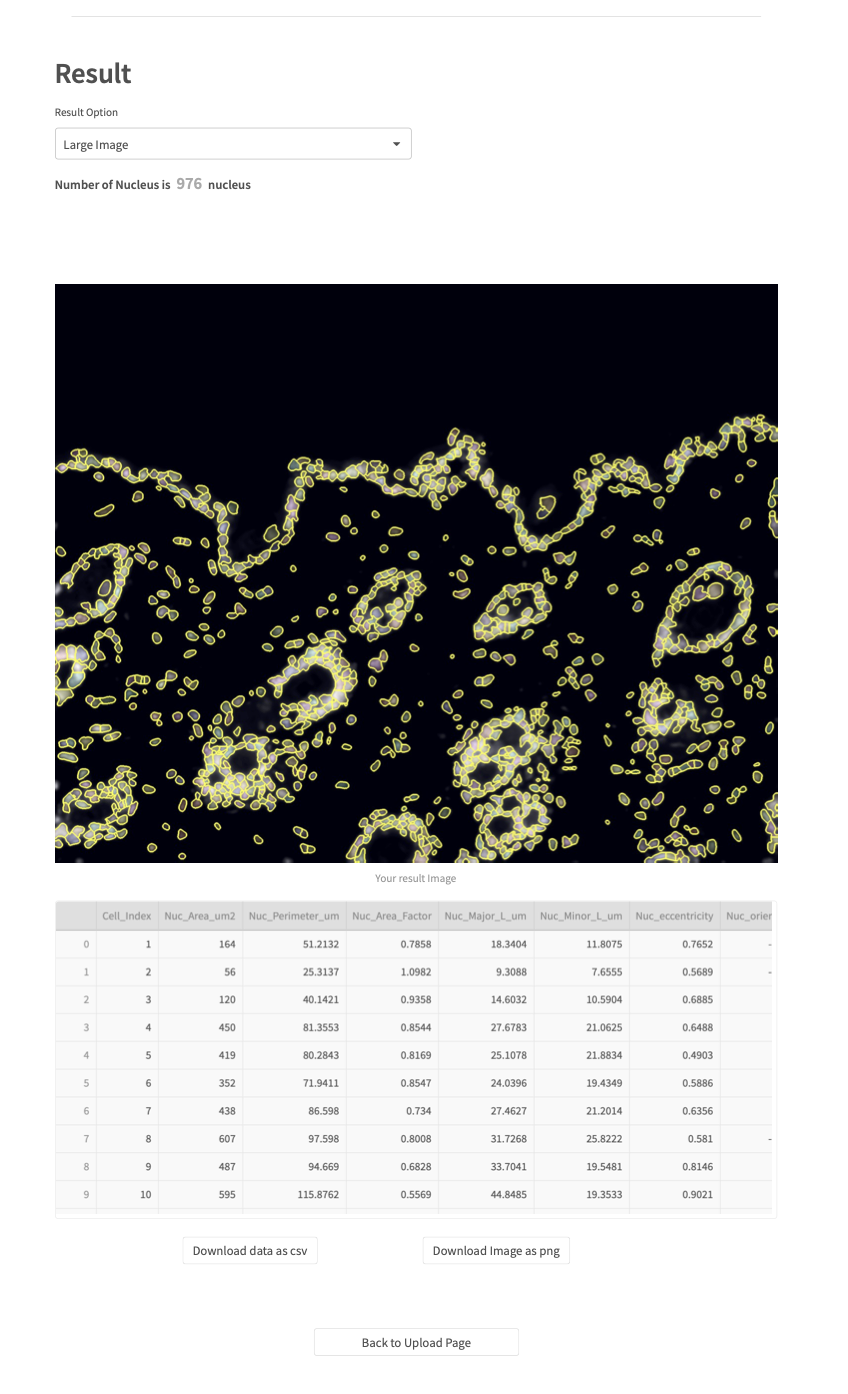 Result
Result Option
Large Image
Number of Nucleus is 976 nucleus
Your result Image
Cell_Index Nuc_Area_um2 Nuc_Perimeter_um Nuc_Area_Factor Nuc_Major_L_um Nuc_Minor_L_um Nuc_eccentricity Nuc_orier
0 1 164 51.2132 0.7858 18.3404 11.8075 0.7652 -
1 2 56 25.3137 1.0982 9.3088 7.6555 0.5689 -
2 3 120 40.1421 0.9358 14.6032 10.5904 0.6885
3 4 450 81.3553 0.8544 27.6783 21.0625 0.6488
4 5 419 80.2843 0.8169 25.1078 21.8834 0.4903
5 6 352 71.9411 0.8547 24.0396 19.4349 0.5886
6 7 438 86.598 0.734 27.4627 21.2014 0.6356
7 8 607 97.598 0.8008 31.7268 25.8222 0.581 -
8 9 487 94.669 0.6828 33.7041 19.5481 0.8146
9 10 595 115.8762 0.5569 44.8485 19.3533 0.9021
Download data as csv Download Image as png
Back to Upload Page